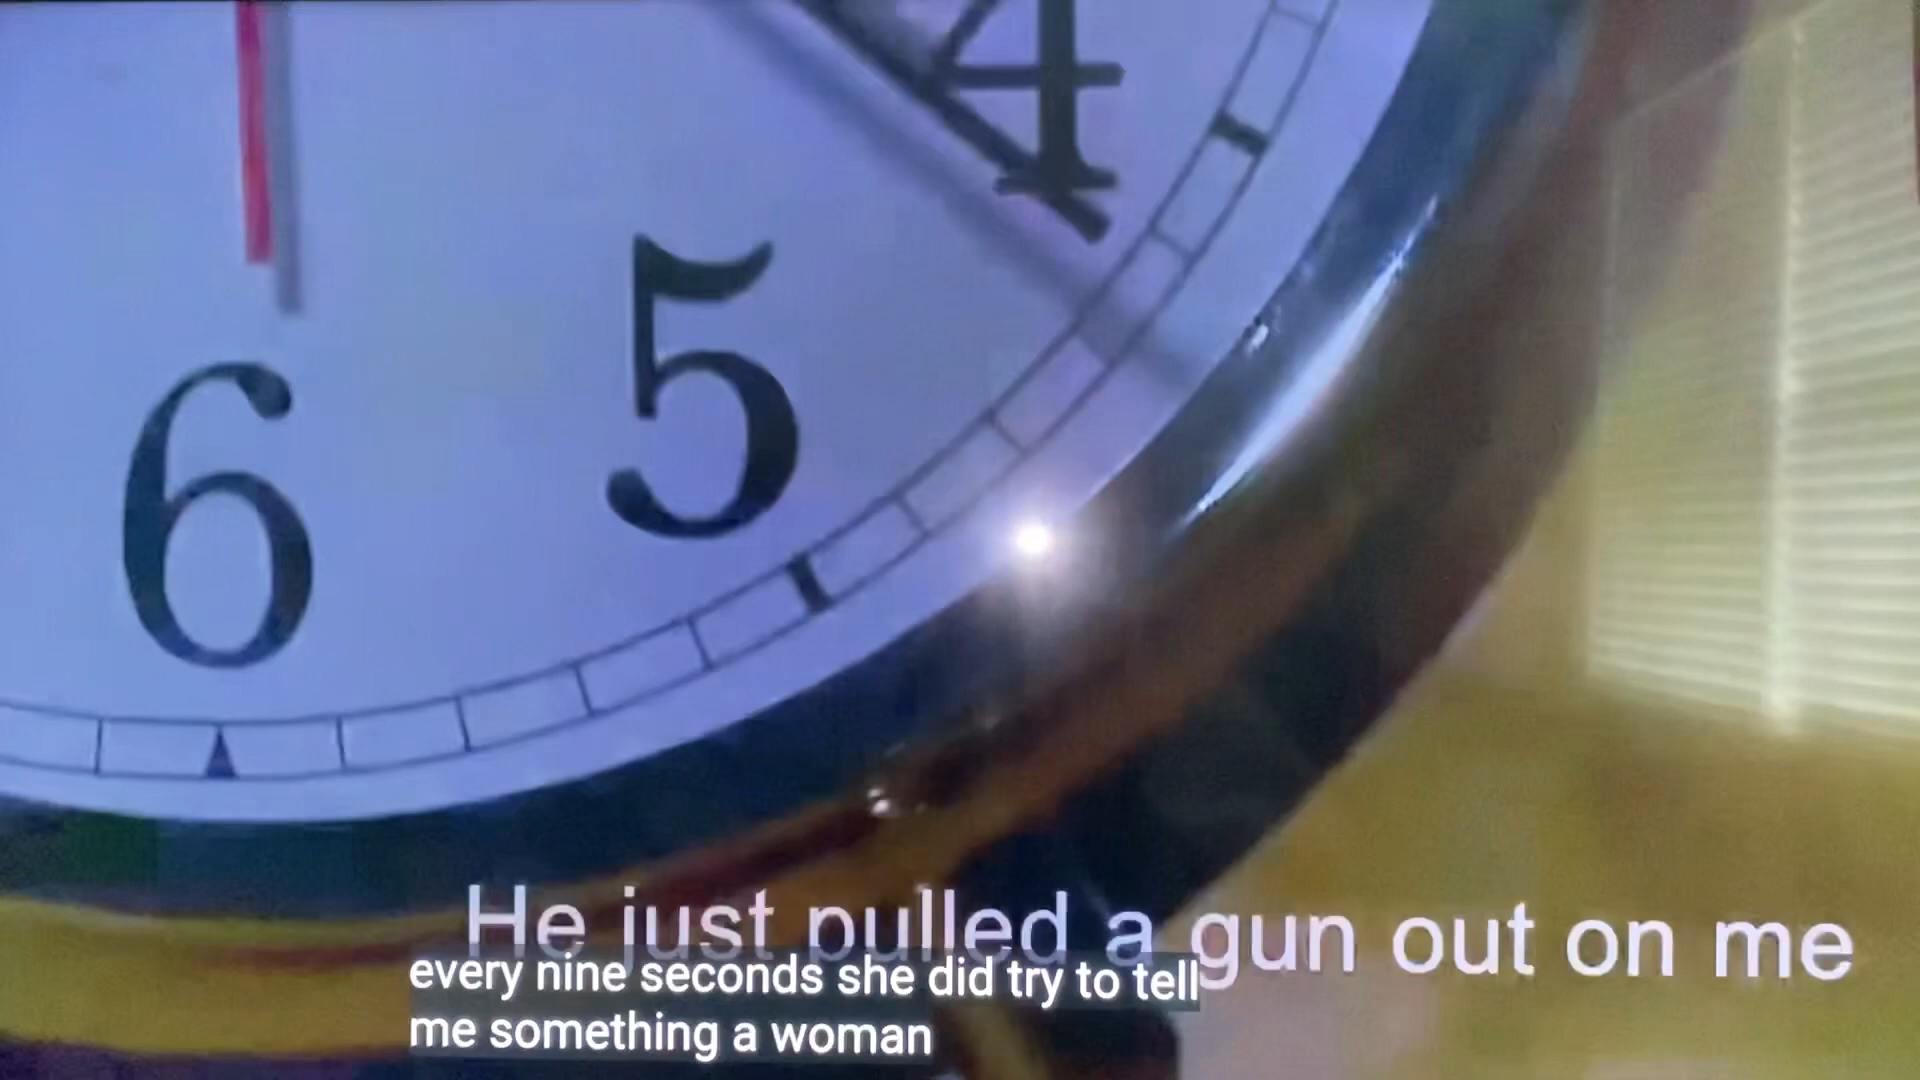 4
5
6
He just pulled a gun out on me
every nine seconds she did try to tell
me something a woman